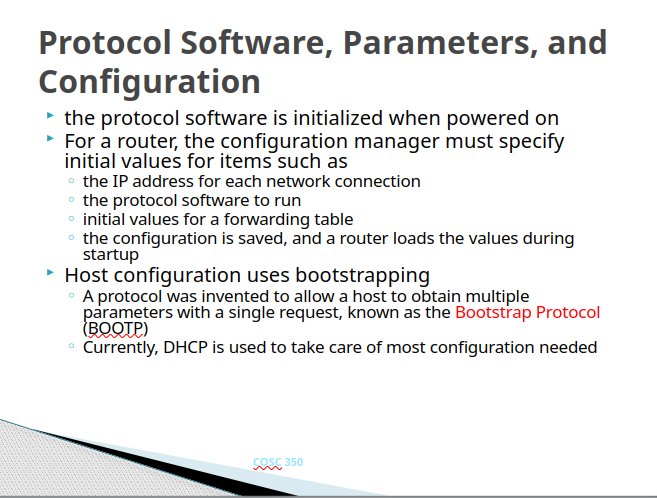 Protocol Software, Parameters, and
Configuration
the protocol software is initialized when powered on
For a router, the configuration manager must specify
initial values for items such as
the IP address for each network connection
the protocol software to run
initial values for a forwarding table
the configuration is saved, and a router loads the values during
startup
Host configuration uses bootstrapping
A protocol was invented to allow a host to obtain multiple
parameters with a single request, known as the Bootstrap Protocol
(BOOTP)
Currently, DHCP is used to take care of most configuration needed
COSC 350